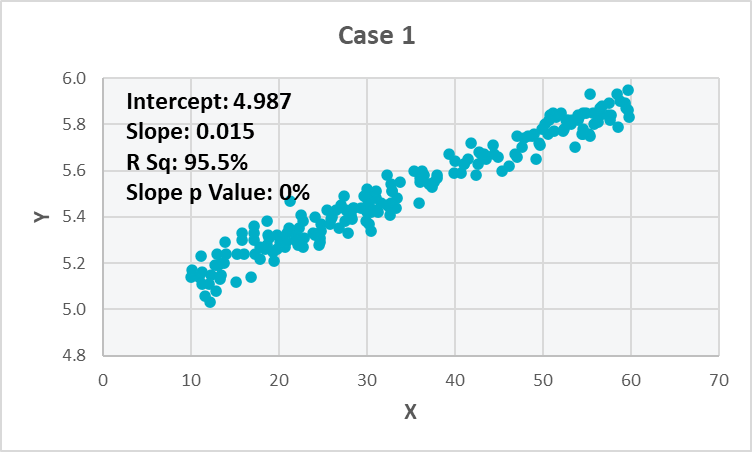 Case 1
6.0
5.8
5.6
5.4
5.2
5.0
4.8
Intercept: 4.987
Slope: 0.015
R Sq: 95.5%
Slope p Value: 0%
Y
0 10 20 30 40 50 60 70
X